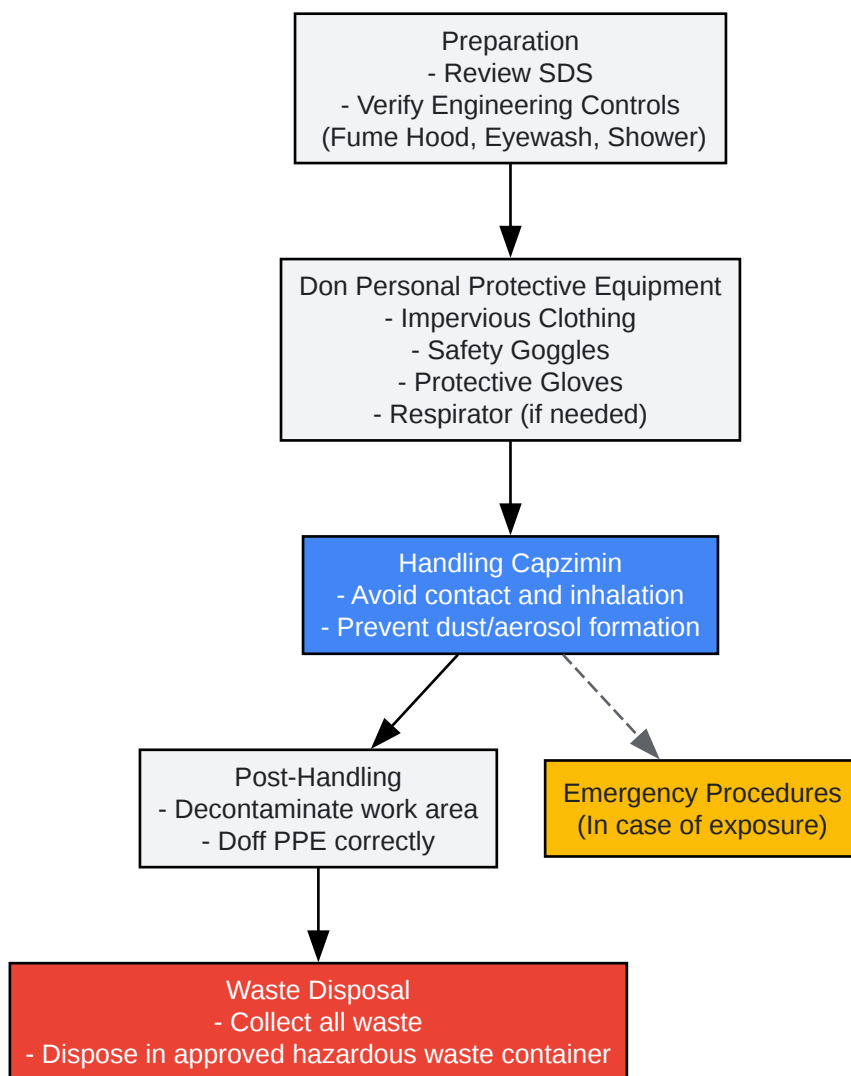 Preparation
- Review SDS
- Verify Engineering Controls
(Fume Hood, Eyewash, Shower)
Don Personal Protective Equipment
- Impervious Clothing
- Safety Goggles
- Protective Gloves
- Respirator (if needed)
Handling Capzimin
- Avoid contact and inhalation
- Prevent dust/aerosol formation
Post-Handling
- Decontaminate work area
- Doff PPE correctly
Emergency Procedures
(In case of exposure)
Waste Disposal
- Collect all waste
- Dispose in approved hazardous waste container